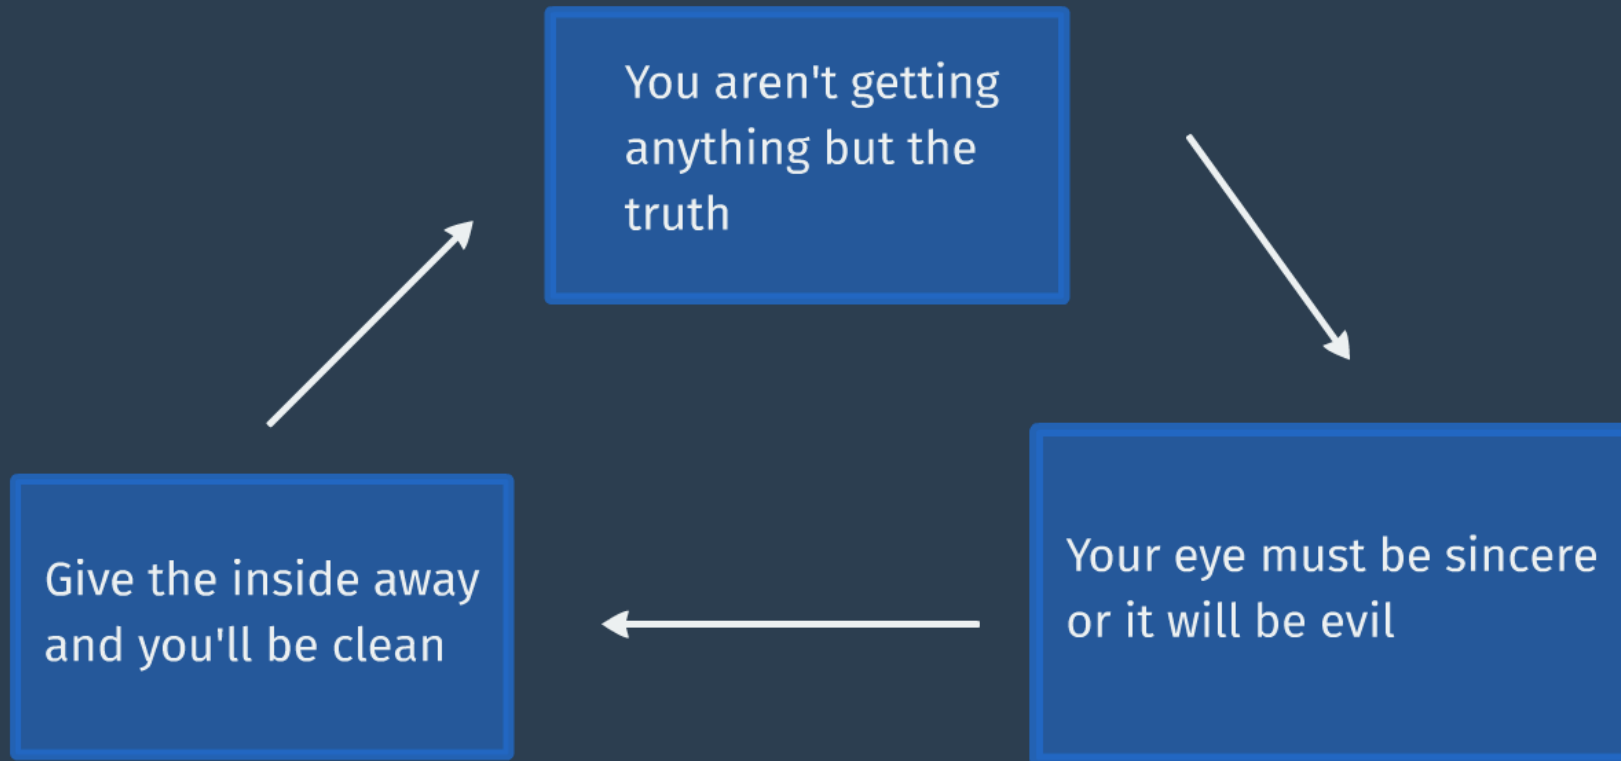 You aren't getting
anything but the
truth
Your eye must be sincere
or it will be evil
Give the inside away
and you'll be clean